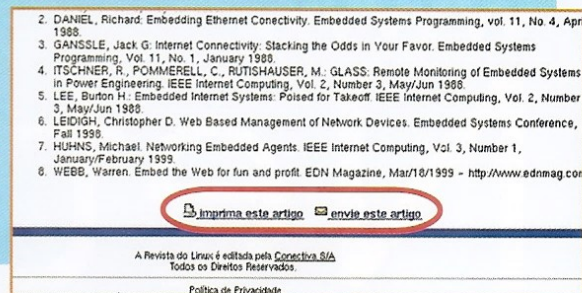 2. DANIEL, Richard: Embedding Ethernet Conectivity. Embedded Systems Programming, vol. 11, No. 4, Apri
1988.
3. GANSSLE, Jack G: Internet Connectivity: Stacking the Odds in Your Favor. Embedded Systems
Programming, Vol. 11, No. 1, January 1988.
4. ITSCHNER, R., POMMERELL, C., RUTISHAUSER, M.: GLASS: Remote Monitoring of Embedded Systems
in Power Engineering. IEEE Internet Computing, Vol. 2, Number 3, May/Jun 1988.
5. LEE, Burton H.: Embedded Internet Systems: Poised for Takeoff. IEEE Internet Computing, Vol. 2, Number
3, May/Jun 1988.
6. LEIDIGH, Christopher D. Web Based Management of Network Devices. Embedded Systems Conference,
Fall 1998.
7. HUHNS, Michael. Networking Embedded Agents. IEEE Internet Computing, Vol. 3, Number 1,
January/February 1999.
8. WEBB, Warren. Embed the Web for fun and profit. EDN Magazine, Mar/18/1999 - http://www.ednmag.com
imprima este artigo envie este artigo
A Revista do Linux é editada pela Conectiva S/A
Todos os Direitos Reservados.
Política de Privacidade